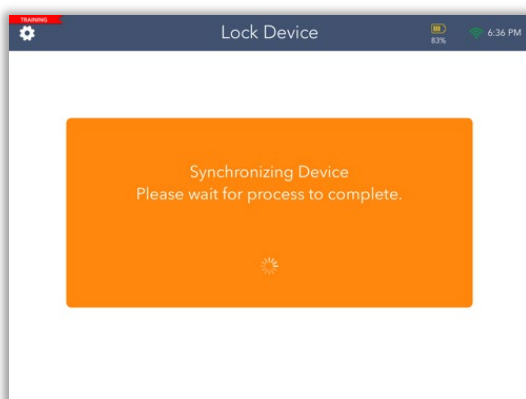 TRAINING
Lock Device
83%
6:36 PM
Synchronizing Device
Please wait for process to complete.